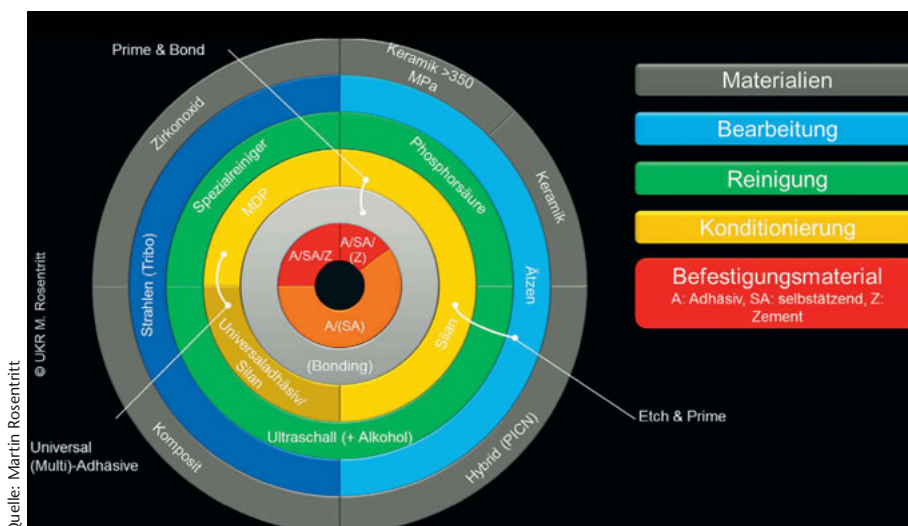 Prime & Bond
Keramik >350
MPa
Zirkonoxid
Keramik
Spezialreiniger
Phosphorsäure
MDP
Strahlen (Tribo)
Ätzen
A/SA/Z
A/SA/
(Z)
A/(SA)
Silan
(Bonding)
Universaladhäsiv/
Silan
Ultraschall (+ Alkohol)
Komposit
Hybrid (PICN)
Etch & Prime
Universal
(Multi)-Adhäsive
Materialien
Bearbeitung
Reinigung
Konditionierung
Befestigungsmaterial
A: Adhäsiv, SA: selbstätzend, Z:
Zement
© UKR M. Rosentritt
Quelle: Martin Rosentritt